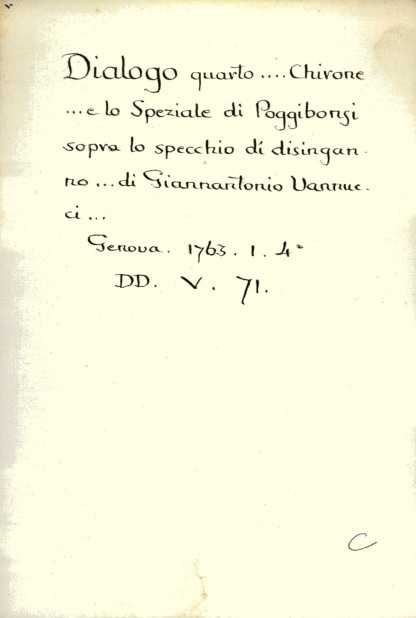 Dialogo quarto .... Chirone
... e lo Speziale di Poggibonsi
sopra lo specchio di disingan-
no ... di Giannantonio Vannuc-
ci ...
Genova. 1763. 1. 4°
DD. V. 71.
C